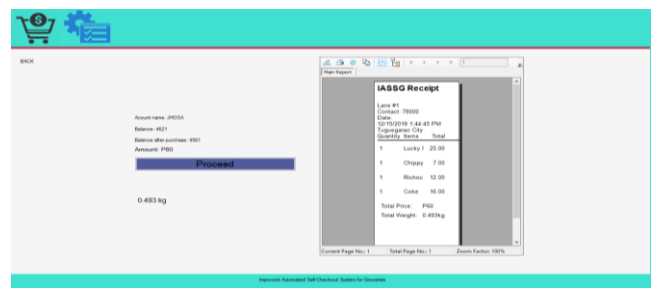 BACK
Account name: JHOSA
Balance: 4621
Balance after purchase: 4561
Amount: P60
Proceed
0.493 kg
1
Main Report
IASSG Receipt
Lane #1
Contact: 78000
Date:
12/15/2016 1:44:45 PM
Tuguegarao City
Quantity Items Total
1 Lucky I 25.00
1 Chippy 7.00
1 Richoc 12.00
1 Coke 16.00
Total Price: P60
Total Weight: 0.493kg
Current Page No.: 1 Total Page No.: 1 Zoom Factor: 100%
Improved Automated Self Checkout System for Groceries